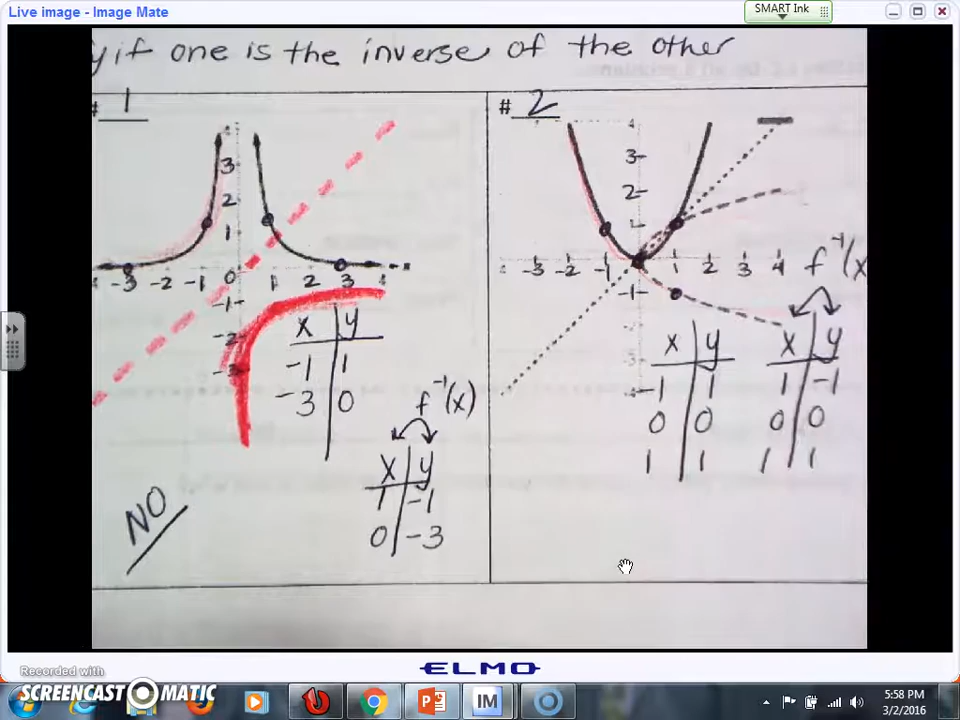 Live image - Image Mate
SMART Ink
y if one is the inverse of the other
# 1
4
3
2
1
-3 -2 -1 0 1 2 3 4
-1
-2
-3
x y
-1 1
-3 0
f⁻¹(x)
x y
1 -1
0 -3
NO
# 2
4
3
2
1
-3 -2 -1 1 2 3 4
-1
-4
f⁻¹(x
x y
-1 1
0 0
1 1
x y
1 -1
0 0
1 1
Recorded with
SCREENCAST MATIC
ELMO
IM
5:58 PM
3/2/2016